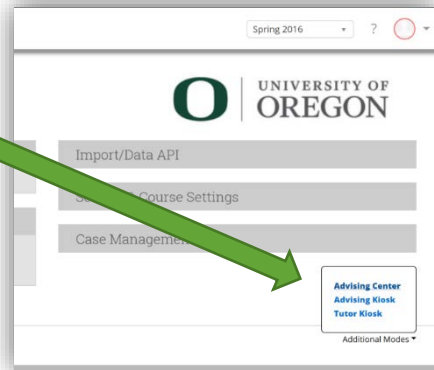 Spring 2016 ?
UNIVERSITY OF
OREGON
Import/Data API
Course Settings
Case Management
Advising Center
Advising Kiosk
Tutor Kiosk
Additional Modes